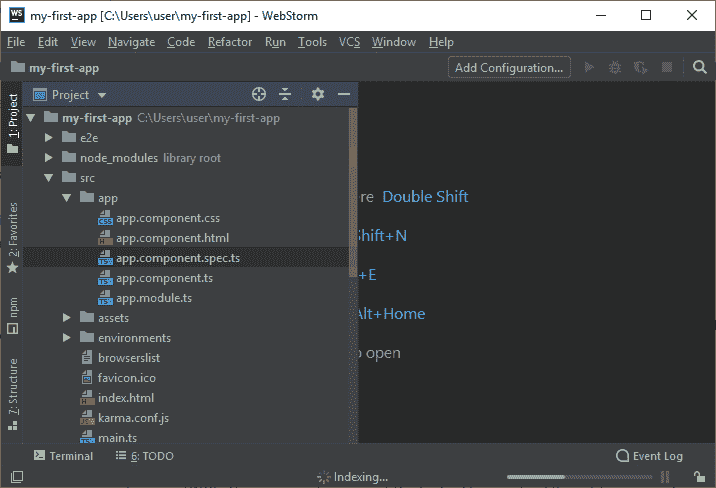 WS my-first-app [C:\Users\user\my-first-app] - WebStorm
File Edit View Navigate Code Refactor Run Tools VCS Window Help
my-first-app Add Configuration...
1: Project
2: Favorites
npm
7: Structure
Project
my-first-app C:\Users\user\my-first-app
e2e
node_modules library root
src
app
app.component.css
app.component.html
app.component.spec.ts
app.component.ts
app.module.ts
assets
environments
browserslist
favicon.ico
index.html
karma.conf.js
main.ts
re Double Shift
Shift+N
+E
Alt+Home
o open
Terminal 6: TODO Event Log
Indexing...